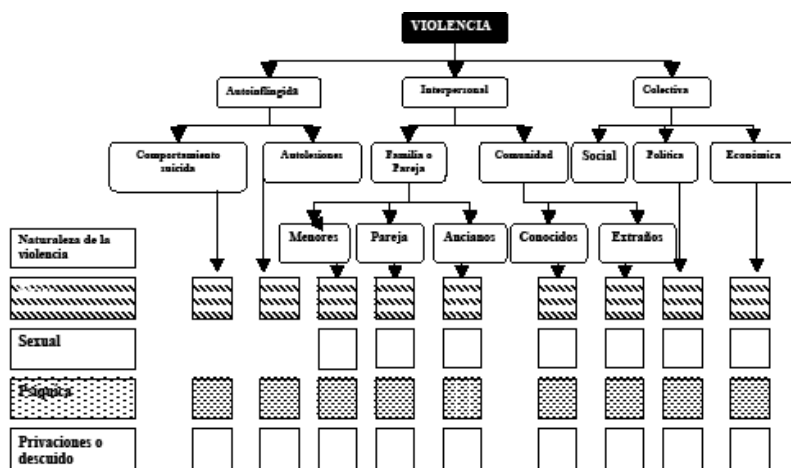 VIOLENCIA
Autoinflingida
Interpersonal
Colectiva
Comportamiento
suicida
Autolesiones
Familia o
Pareja
Comunidad
Social
Política
Económica
Menores
Pareja
Ancianos
Conocidos
Extraños
Naturaleza de la
violencia
Sexual
Psíquica
Privaciones o
descuido